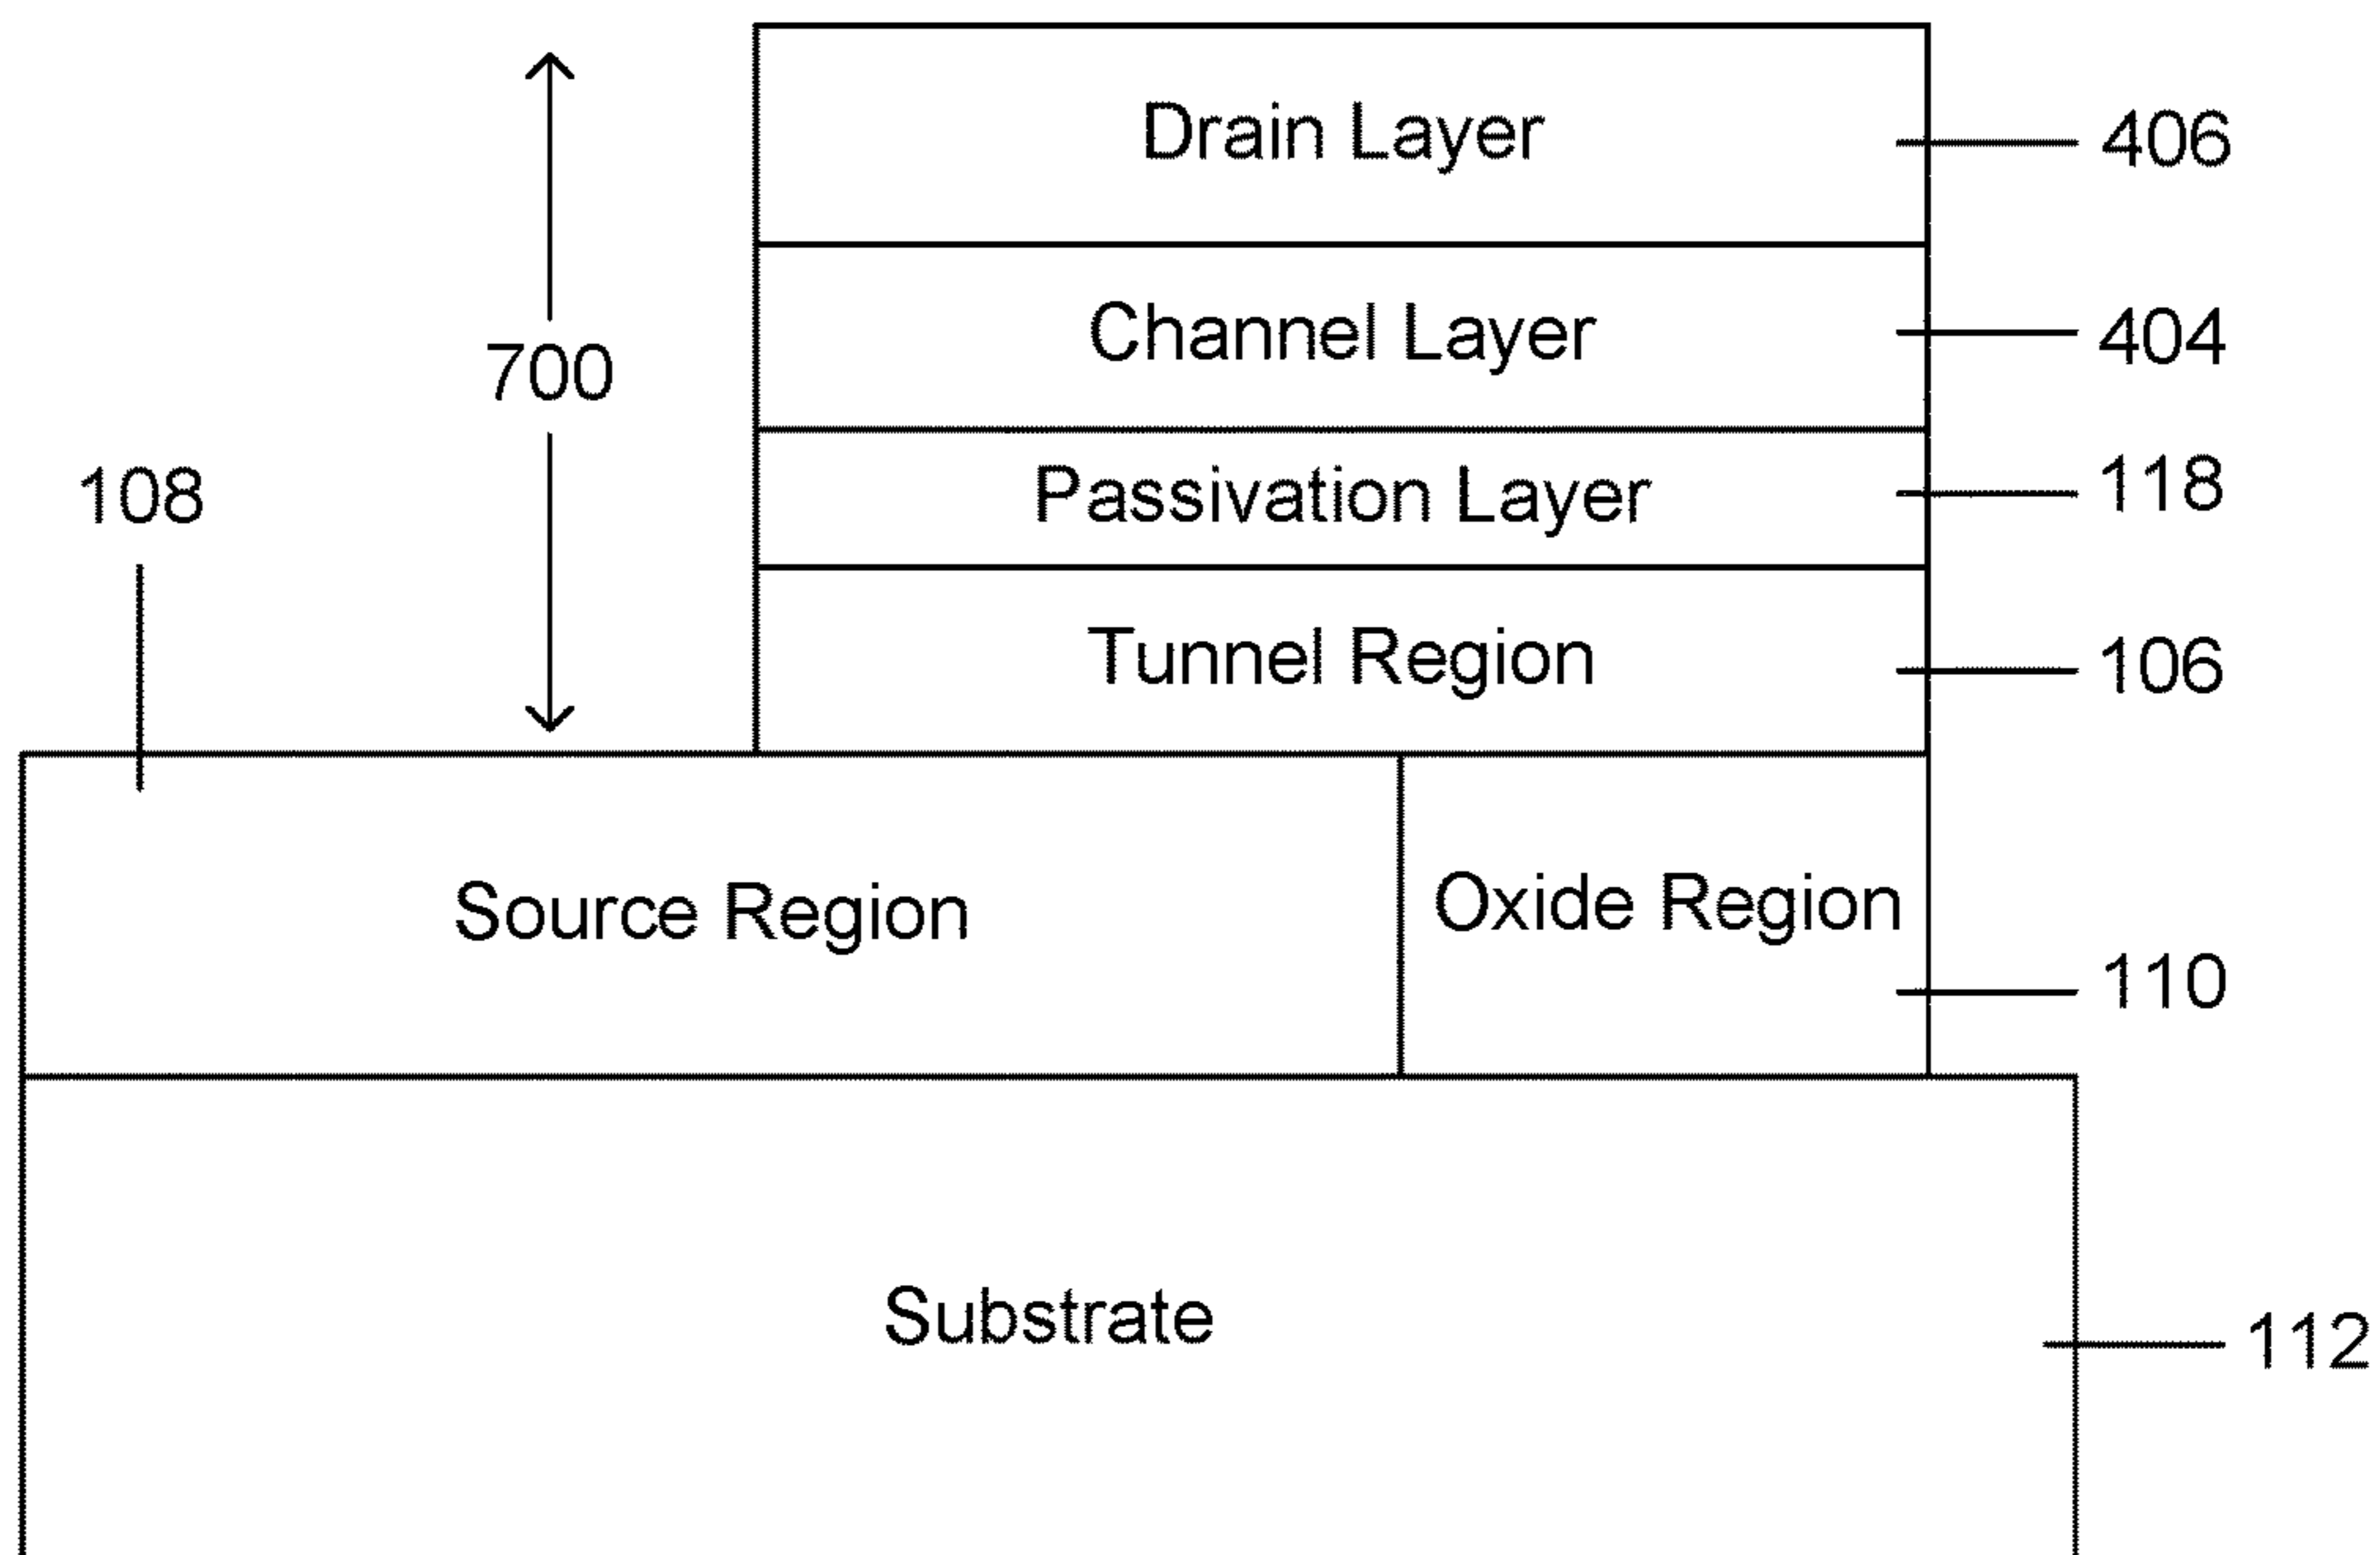 Drain Layer
406
Channel Layer
404
700
Passivation Layer
118
108
Tunnel Region
106
Source Region
Oxide Region
110
Substrate
112